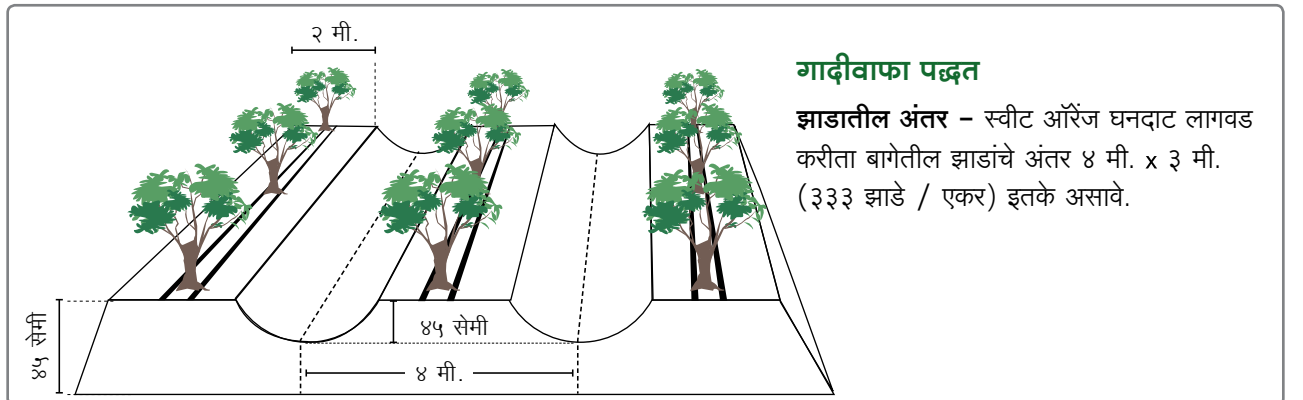 २ मी.
गादीवाफा पद्धत
झाडातील अंतर – स्वीट ऑरेंज घनदाट लागवड
करीता बागेतील झाडांचे अंतर ४ मी. x ३ मी.
(३३३ झाडे / एकर) इतके असावे.
४५ सेमी
४५ सेमी
४ मी.